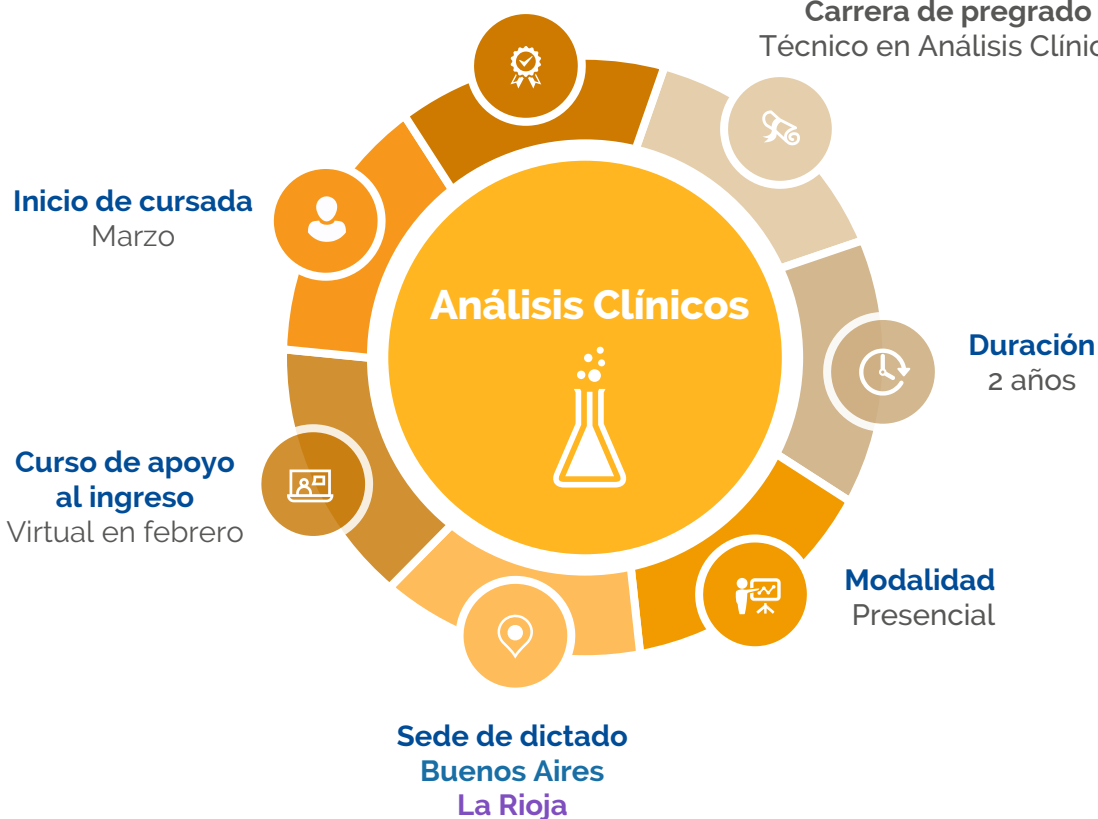 Carrera de pregrado
Técnico en Análisis
Inicio de cursada
Marzo
Análisis Clínicos
Duración
2 años
Curso de apoyo
al ingreso
Virtual en febrero
Modalidad
Presencial
Sede de dictado
Buenos Aires
La Rioja